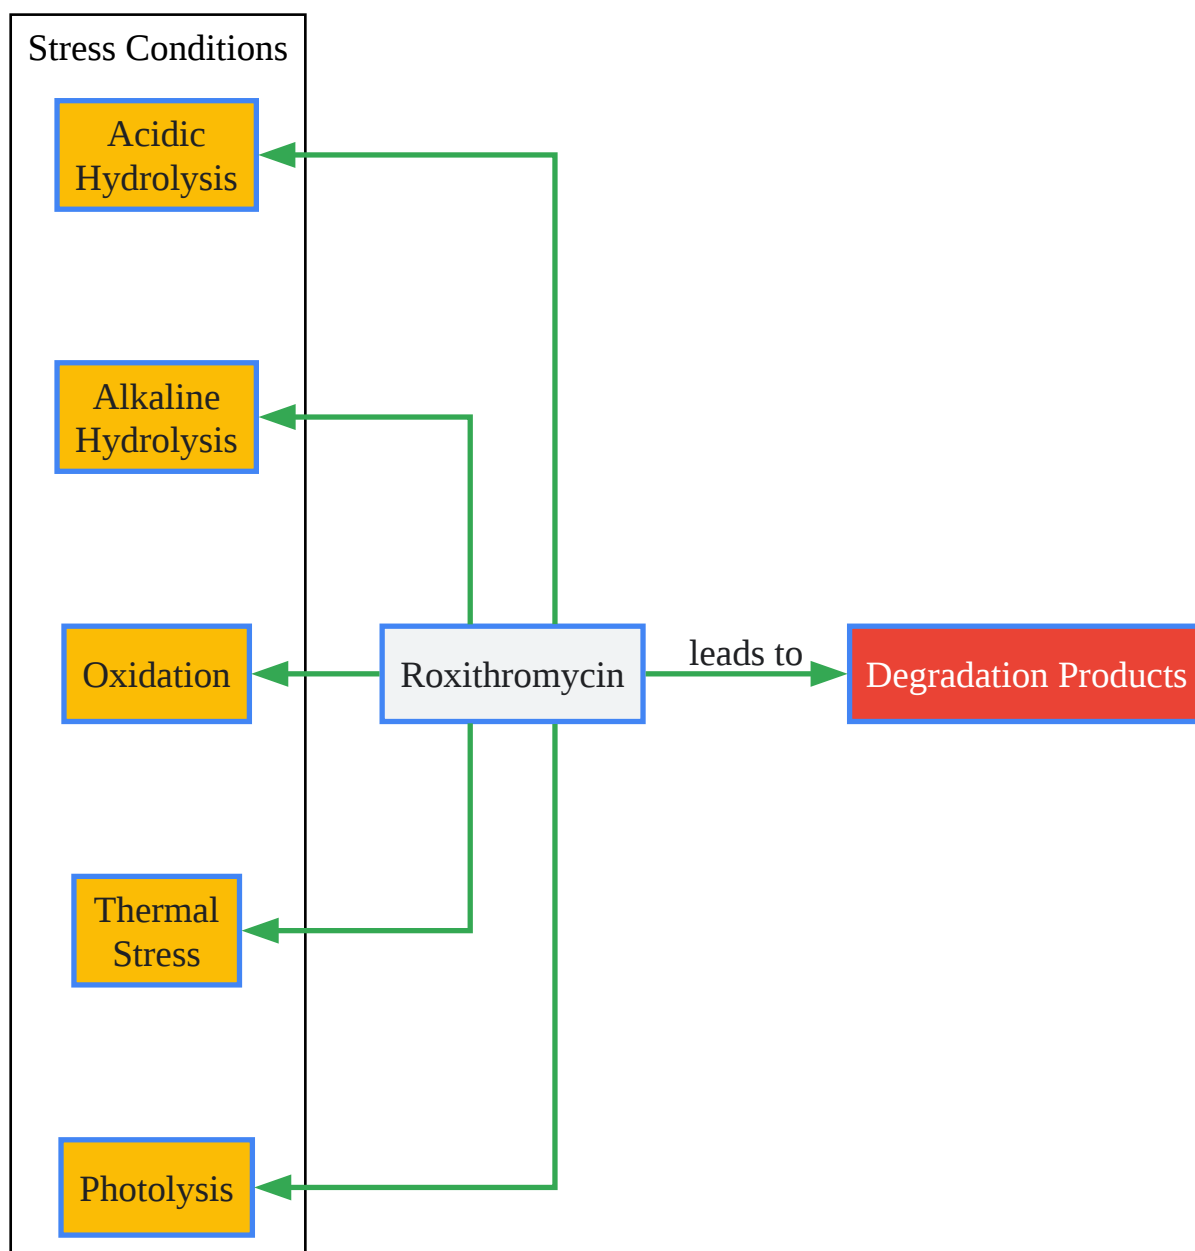 Stress Conditions
Acidic
Hydrolysis
Alkaline
Hydrolysis
Oxidation
Roxithromycin
leads to
Degradation Products
Thermal
Stress
Photolysis